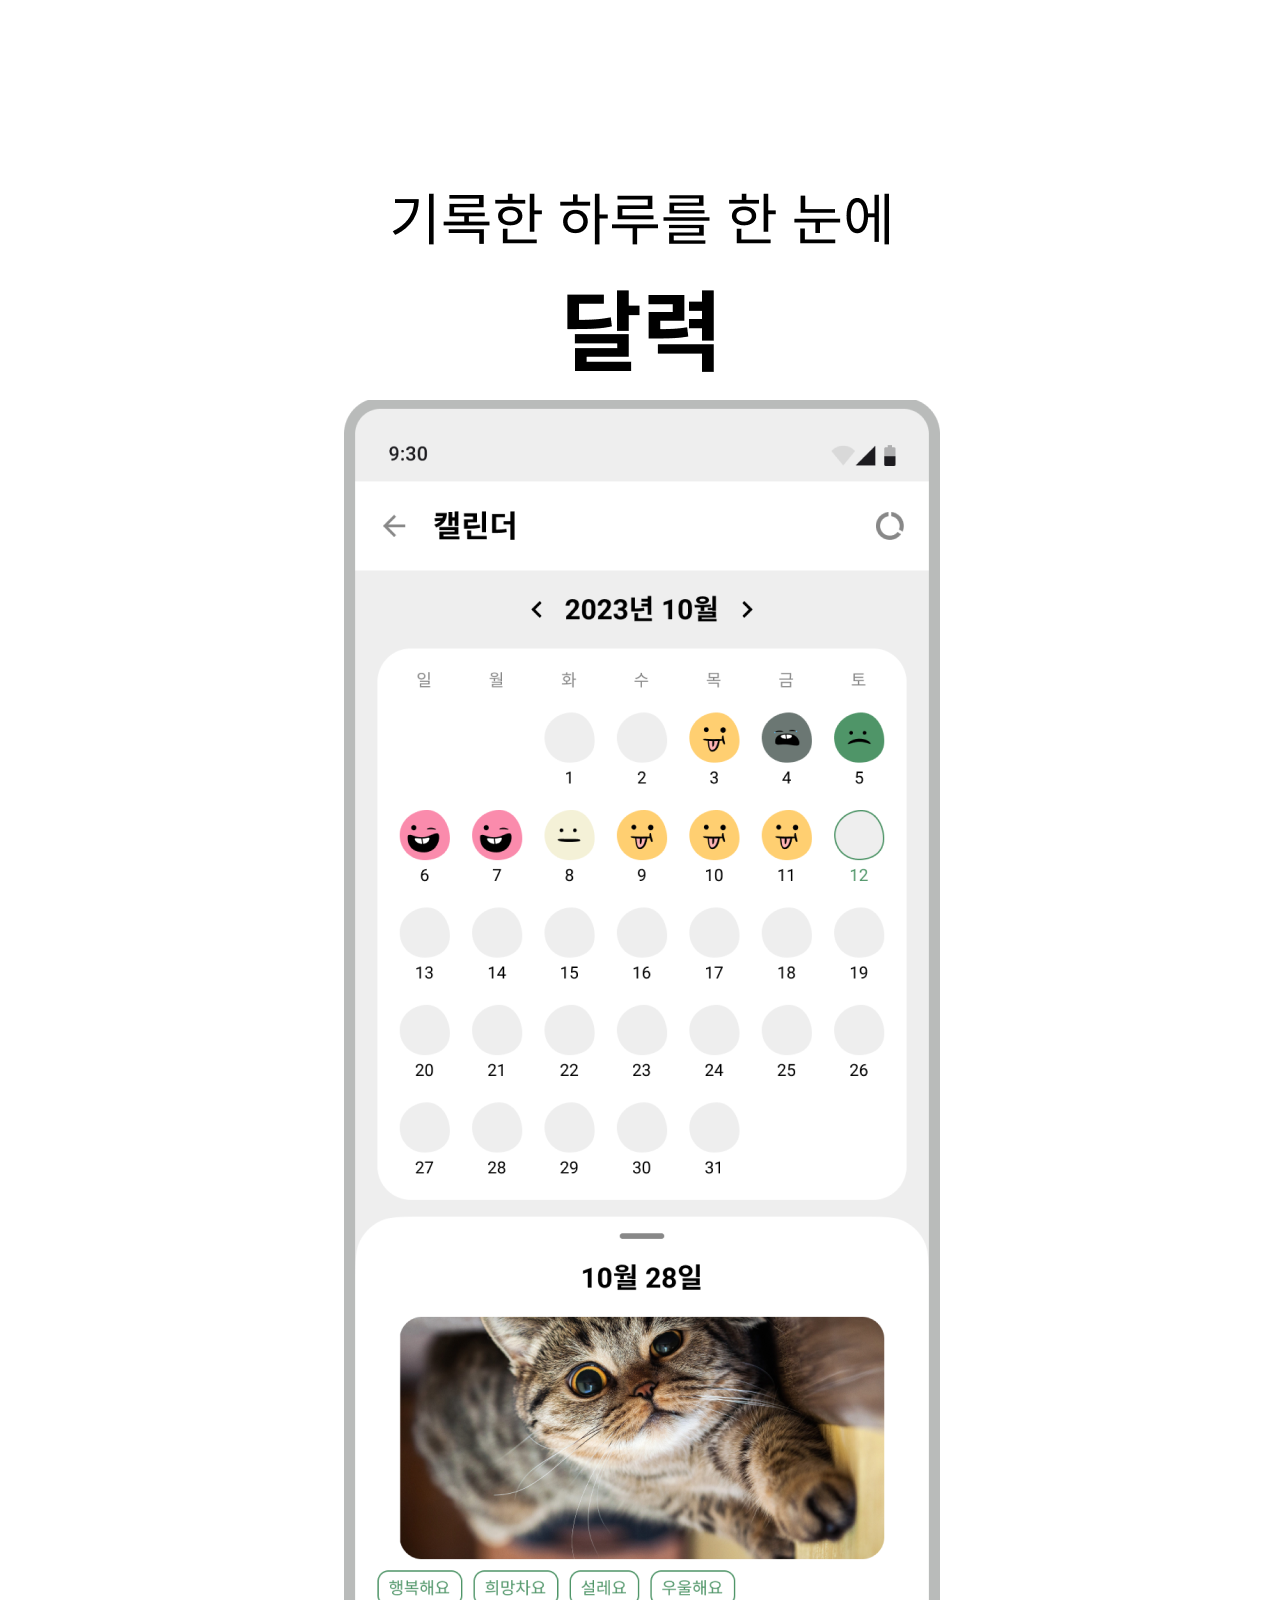 기록한 하루를 한 눈에
달력
9:30
캘린더
2023년 10월
일 월 화 수 목 금 토
1 2 3 4 5
6 7 8 9 10 11 12
13 14 15 16 17 18 19
20 21 22 23 24 25 26
27 28 29 30 31
10월 28일
행복해요 희망차요 설레요 우울해요